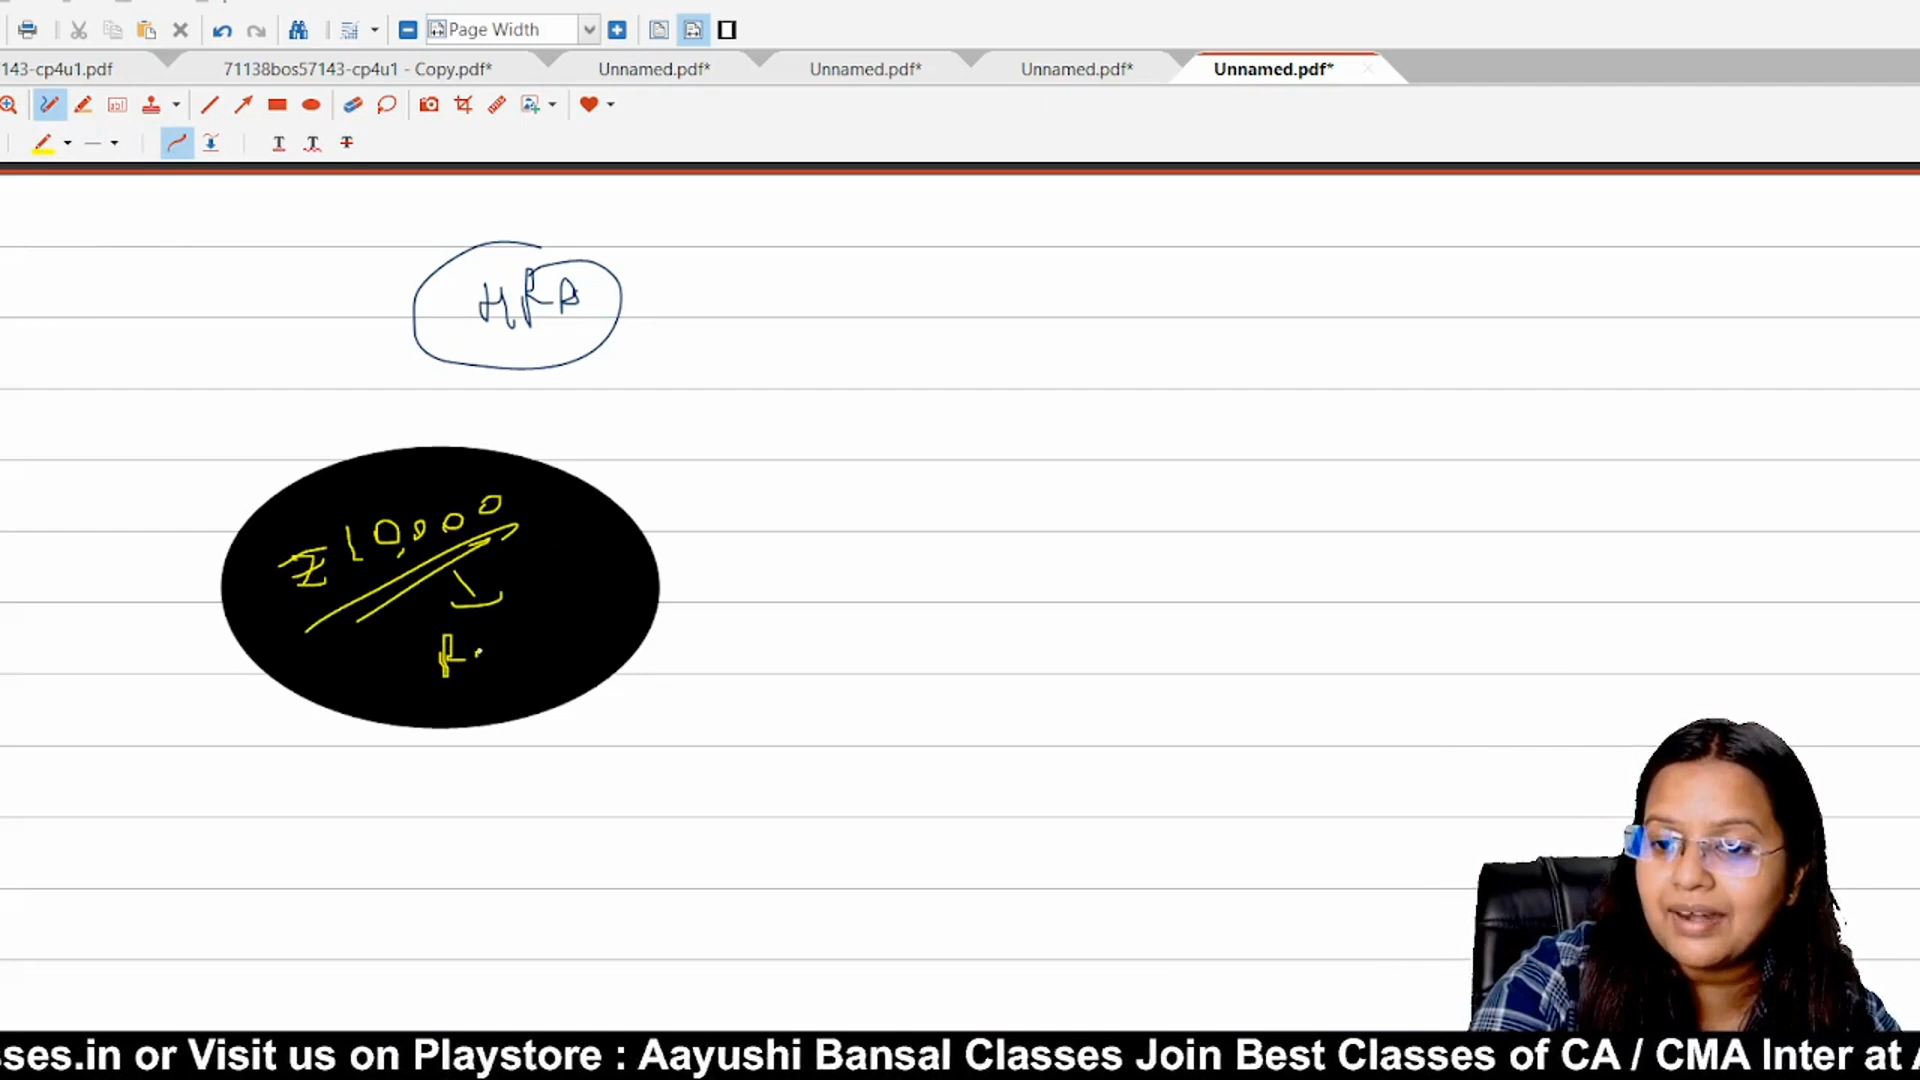 Page Width
143-cp4u1.pdf
71138bos57143-cp4u1 - Copy.pdf*
Unnamed.pdf*
Unnamed.pdf*
Unnamed.pdf*
Unnamed.pdf*
HRA
₹10,000
R
sses.in or Visit us on Playstore : Aayushi Bansal Classes Join Best Classes of CA / CMA Inter at A